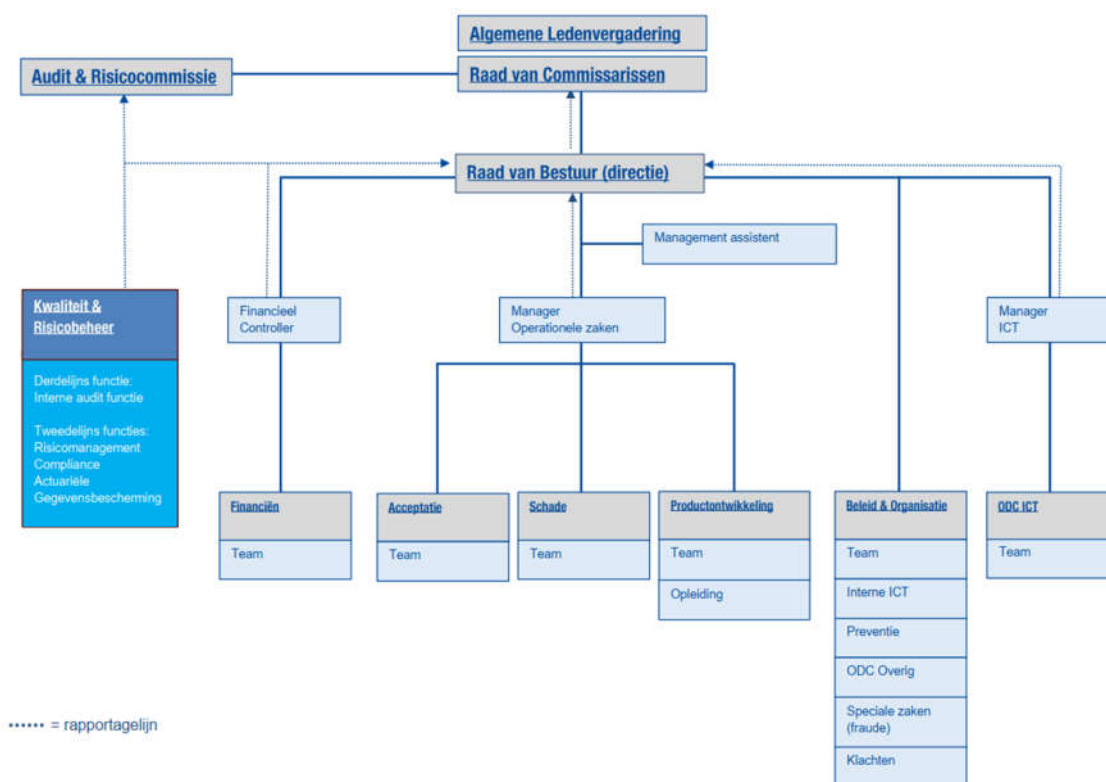 Algemene Ledenvergadering
Audit & Risicocommissie
Raad van Commissarissen
Raad van Bestuur (directie)
Management assistent
Kwaliteit &
Risicobeheer
Derdelijns functie:
Interne audit functie
Tweedelijns functies:
Risicomanagement
Compliance
Actuariële
Gegevensbescherming
Financieel
Controller
Manager
Operationele zaken
Manager
ICT
Financiën
Team
Acceptatie
Team
Schade
Team
Productontwikkeling
Team
Opleiding
Beleid & Organisatie
Team
Interne ICT
Preventie
ODC Overig
Speciale zaken
(fraude)
Klachten
ODC ICT
Team
...... = rapportagelijn